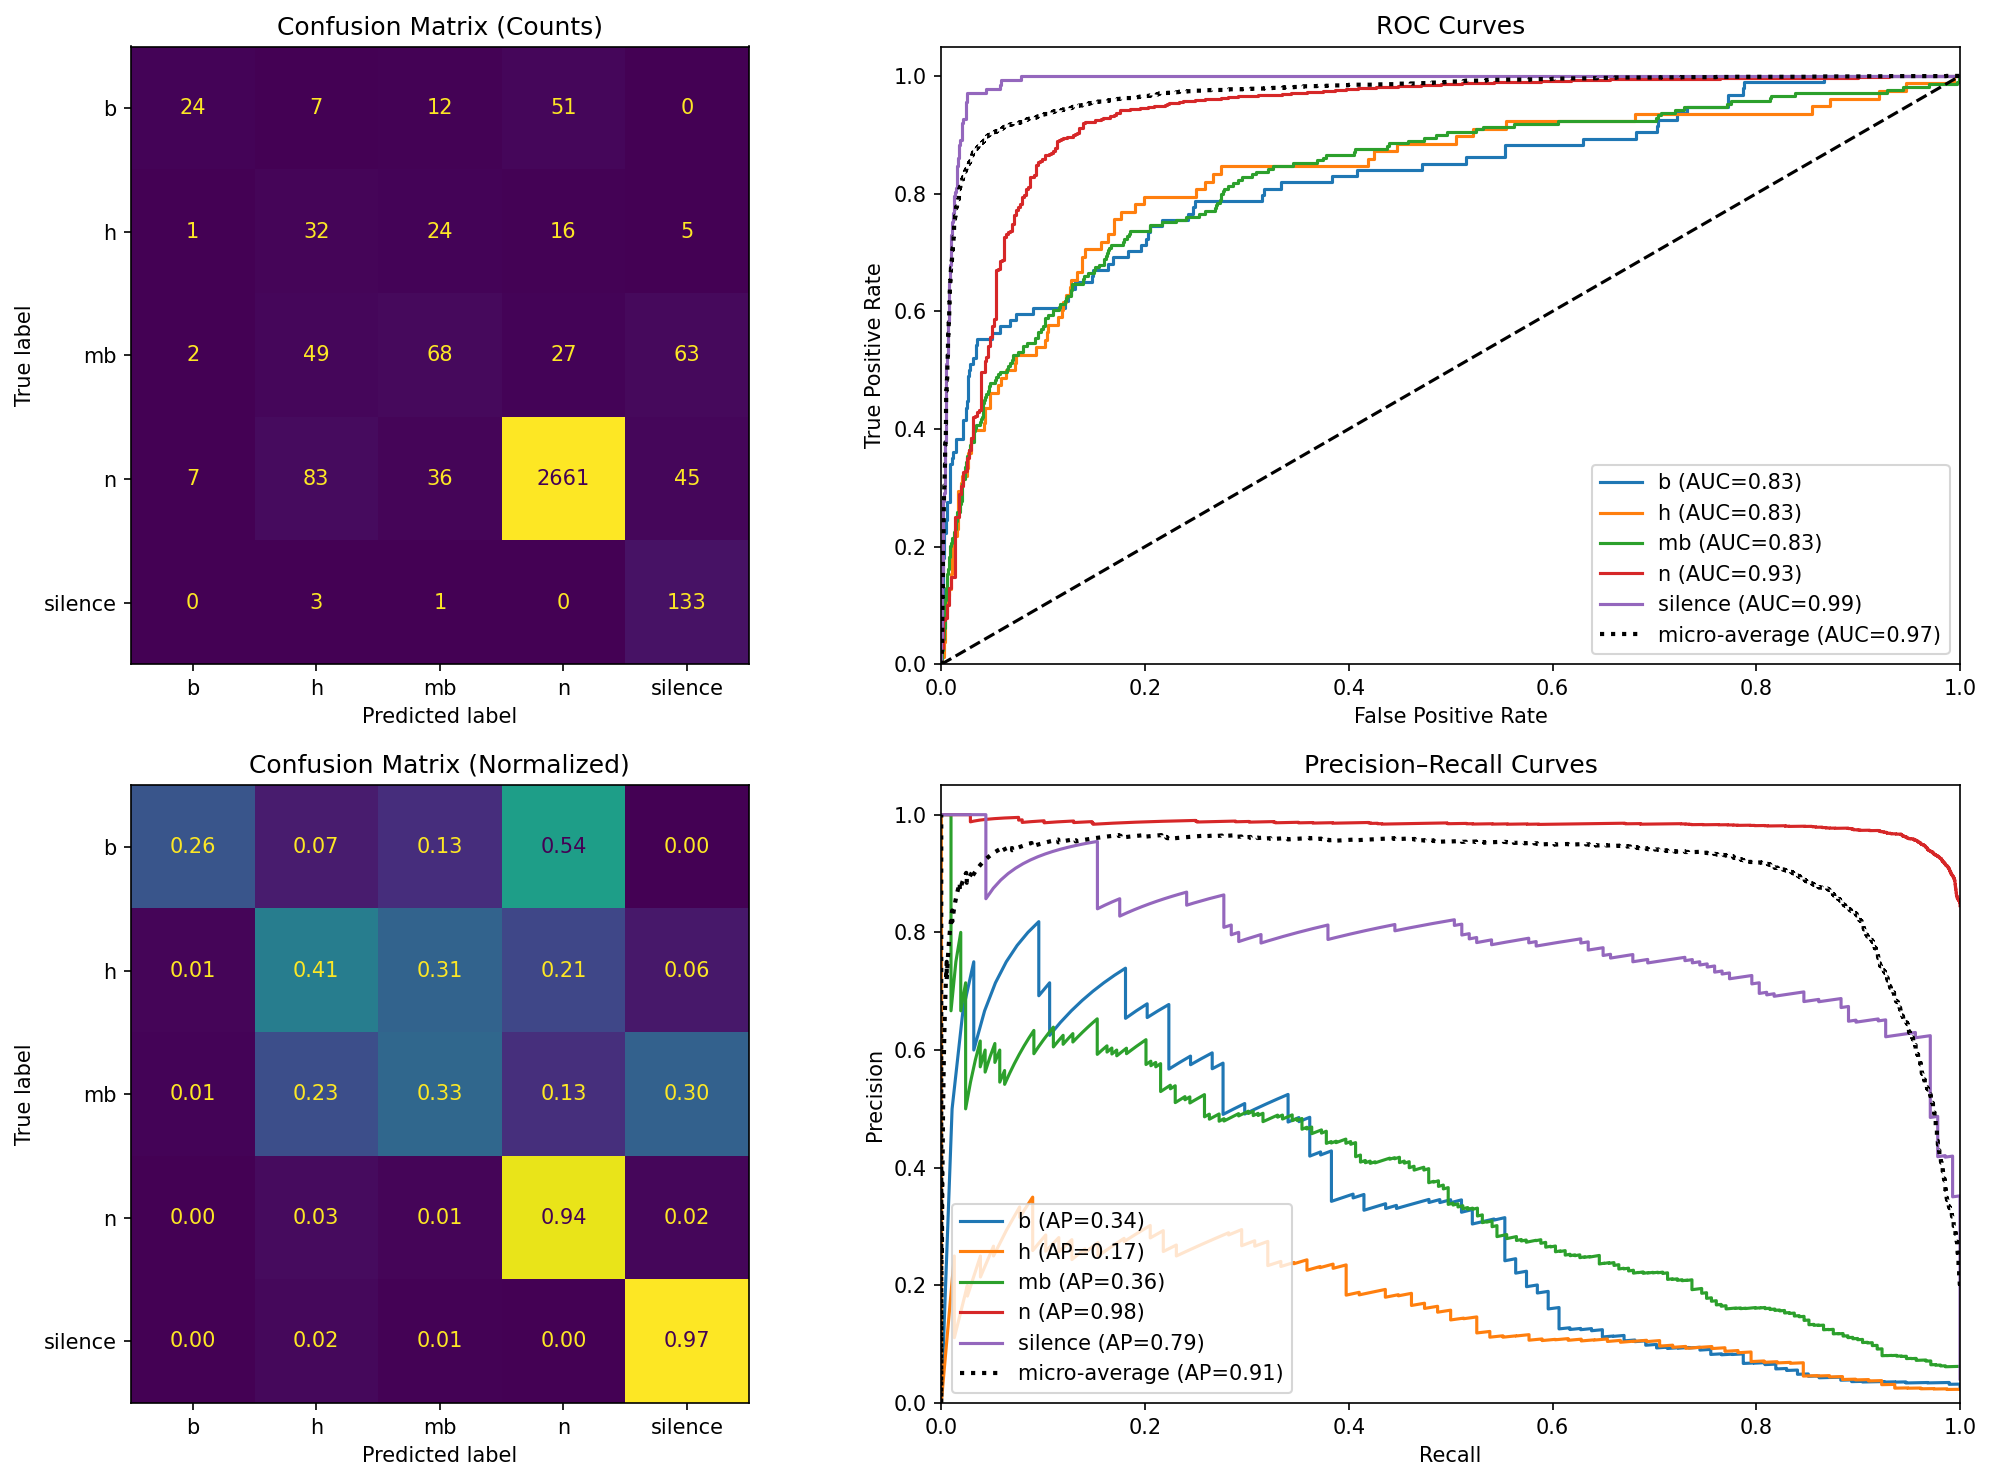 Confusion Matrix (Counts)
True label
b 24 7 12 51 0
h 1 32 24 16 5
mb 2 49 68 27 63
n 7 83 36 2661 45
silence 0 3 1 0 133
b h mb n silence
Predicted label
ROC Curves
True Positive Rate
1.0
0.8
0.6
0.4
0.2
0.0
b (AUC=0.83)
h (AUC=0.83)
mb (AUC=0.83)
n (AUC=0.93)
silence (AUC=0.99)
micro-average (AUC=0.97)
0.0 0.2 0.4 0.6 0.8 1.0
False Positive Rate
Confusion Matrix (Normalized)
True label
b 0.26 0.07 0.13 0.54 0.00
h 0.01 0.41 0.31 0.21 0.06
mb 0.01 0.23 0.33 0.13 0.30
n 0.00 0.03 0.01 0.94 0.02
silence 0.00 0.02 0.01 0.00 0.97
b h mb n silence
Predicted label
Precision–Recall Curves
Precision
1.0
0.8
0.6
0.4
0.2
0.0
b (AP=0.34)
h (AP=0.17)
mb (AP=0.36)
n (AP=0.98)
silence (AP=0.79)
micro-average (AP=0.91)
0.0 0.2 0.4 0.6 0.8 1.0
Recall